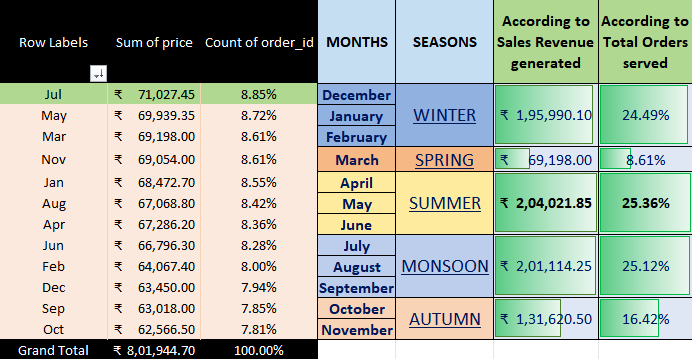 Row Labels Sum of price Count of order_id
Jul ₹ 71,027.45 8.85%
May ₹ 69,939.35 8.72%
Mar ₹ 69,198.00 8.61%
Nov ₹ 69,054.00 8.61%
Jan ₹ 68,472.70 8.55%
Aug ₹ 67,068.80 8.42%
Apr ₹ 67,286.20 8.36%
Jun ₹ 66,796.30 8.28%
Feb ₹ 64,067.40 8.00%
Dec ₹ 63,450.00 7.94%
Sep ₹ 63,018.00 7.85%
Oct ₹ 62,566.50 7.81%
Grand Total ₹ 8,01,944.70 100.00%
MONTHS SEASONS According to Sales Revenue generated According to Total Orders served
December
January
February
WINTER ₹ 1,95,990.10 24.49%
March SPRING ₹ 69,198.00 8.61%
April
May
June
SUMMER ₹ 2,04,021.85 25.36%
July
August
September
MONSOON ₹ 2,01,114.25 25.12%
October
November
AUTUMN ₹ 1,31,620.50 16.42%